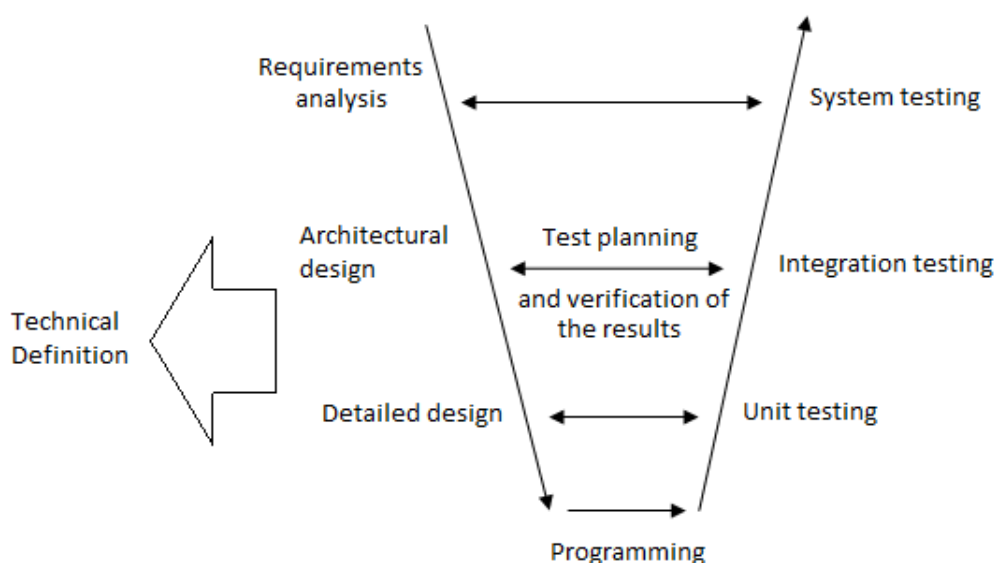 Requirements
analysis
System testing
Architectural
design
Test planning
and verification of
the results
Integration testing
Technical
Definition
Detailed design
Unit testing
Programming